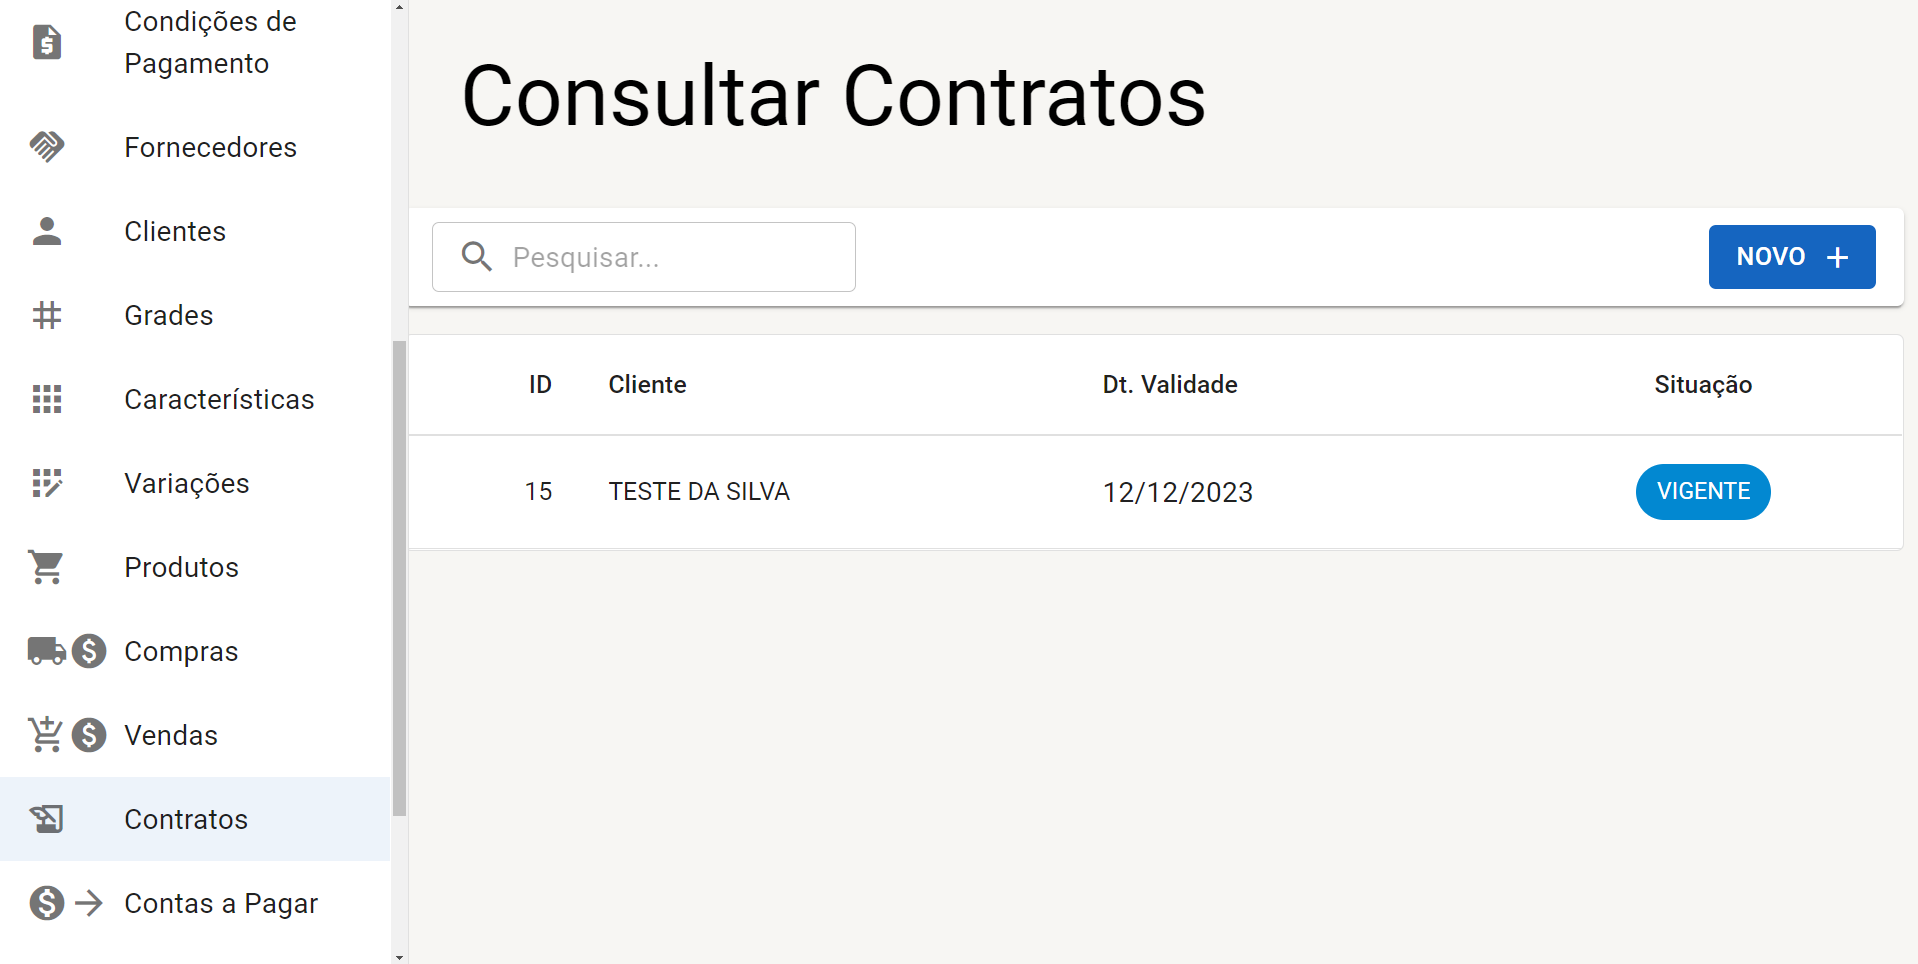 Condições de
Pagamento
Fornecedores
Clientes
Grades
Características
Variações
Produtos
Compras
Vendas
Contratos
Contas a Pagar
Consultar Contratos
Pesquisar...
NOVO +
ID Cliente Dt. Validade Situação
15 TESTE DA SILVA 12/12/2023 VIGENTE